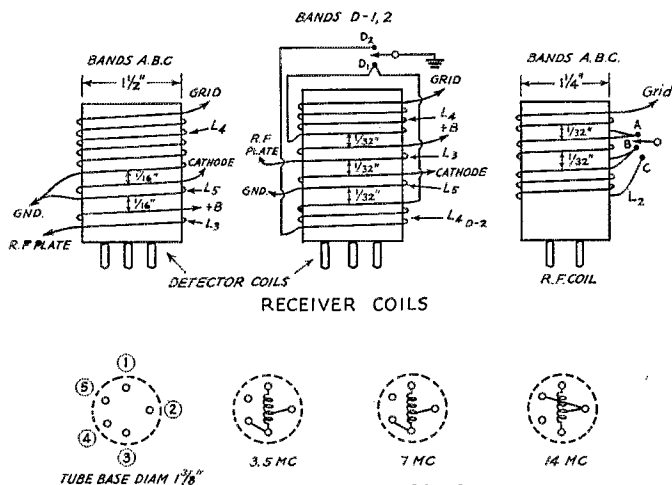 BANDS D-1, 2
BANDS A.B.C
1½"
GRID
L4
CATHODE
1/16"
L5
GND.
1/16"
+B
R.F PLATE
L3
D2
D1
GRID
L4
+B
1/32"
R.F PLATE
L3
1/32"
CATHODE
GND.
L5
1/32"
L4 D-2
BANDS A.B.C.
1¼"
Grid
A
1/32"
B
1/32"
C
L2
DETECTOR COILS
R.F. COIL
RECEIVER COILS
1
5
2
4
3
TUBE BASE DIAM 1⅜"
3.5 MC
7 MC
14 MC